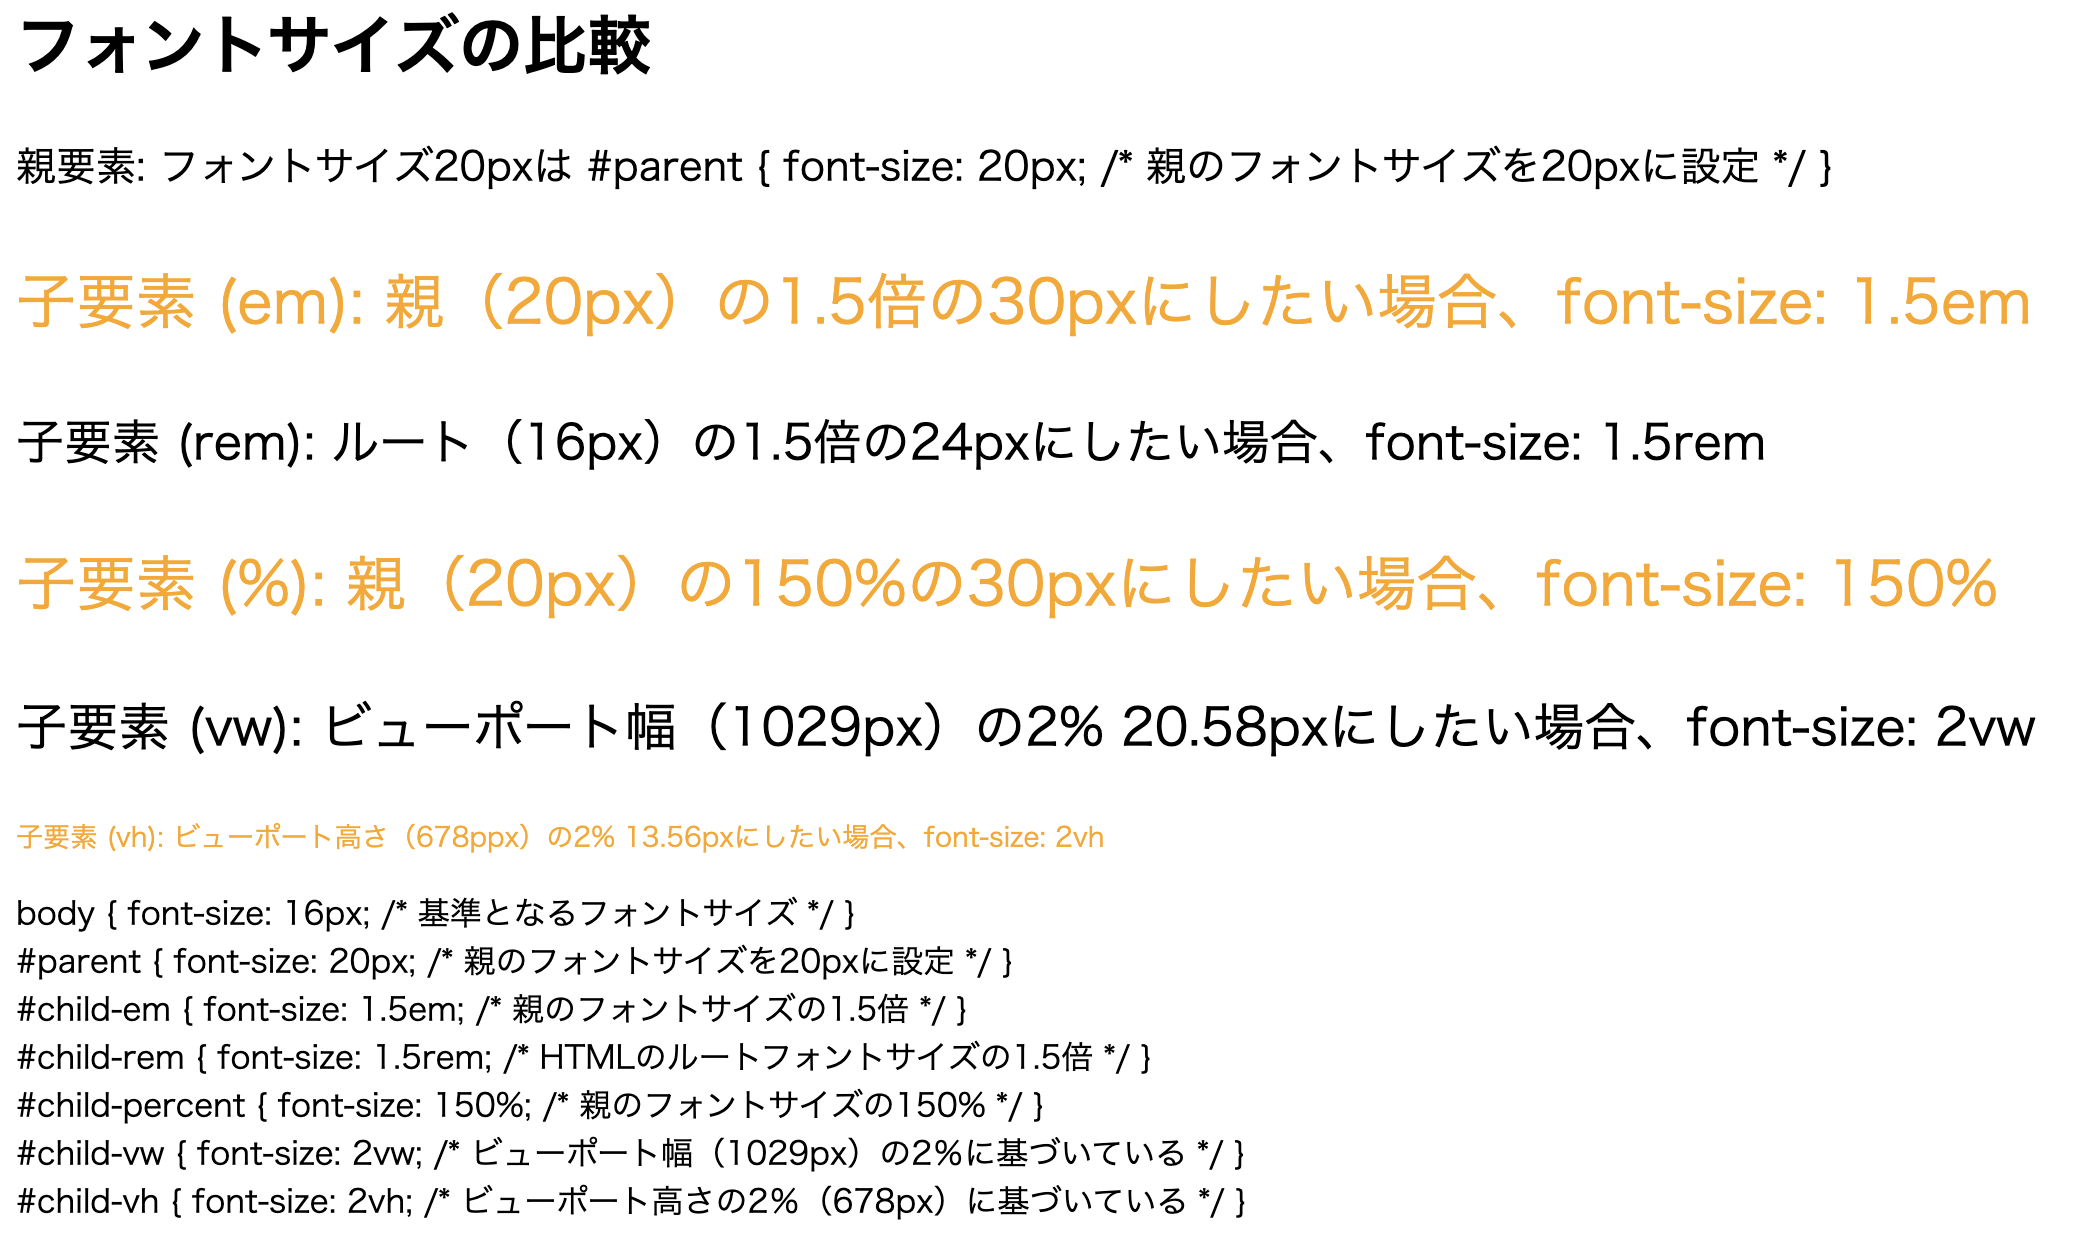 フォントサイズの比較
親要素: フォントサイズ20pxは #parent { font-size: 20px; /* 親のフォントサイズを20pxに設定 */ }
子要素 (em): 親（20px）の1.5倍の30pxにしたい場合、font-size: 1.5em
子要素 (rem): ルート（16px）の1.5倍の24pxにしたい場合、font-size: 1.5rem
子要素 (%): 親（20px）の150%の30pxにしたい場合、font-size: 150%
子要素 (vw): ビューポート幅（1029px）の2% 20.58pxにしたい場合、font-size: 2vw
子要素 (vh): ビューポート高さ（678ppx）の2% 13.56pxにしたい場合、font-size: 2vh
body { font-size: 16px; /* 基準となるフォントサイズ */ }
#parent { font-size: 20px; /* 親のフォントサイズを20pxに設定 */ }
#child-em { font-size: 1.5em; /* 親のフォントサイズの1.5倍 */ }
#child-rem { font-size: 1.5rem; /* HTMLのルートフォントサイズの1.5倍 */ }
#child-percent { font-size: 150%; /* 親のフォントサイズの150% */ }
#child-vw { font-size: 2vw; /* ビューポート幅（1029px）の2%に基づいている */ }
#child-vh { font-size: 2vh; /* ビューポート高さの2%（678px）に基づいている */ }